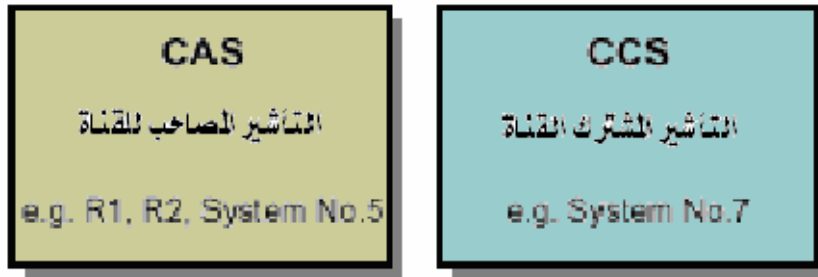 CAS
التأشير المصاحب للقناة
e.g. R1, R2, System No.5
CCS
التأشير المشترك القناة
e.g. System No.7